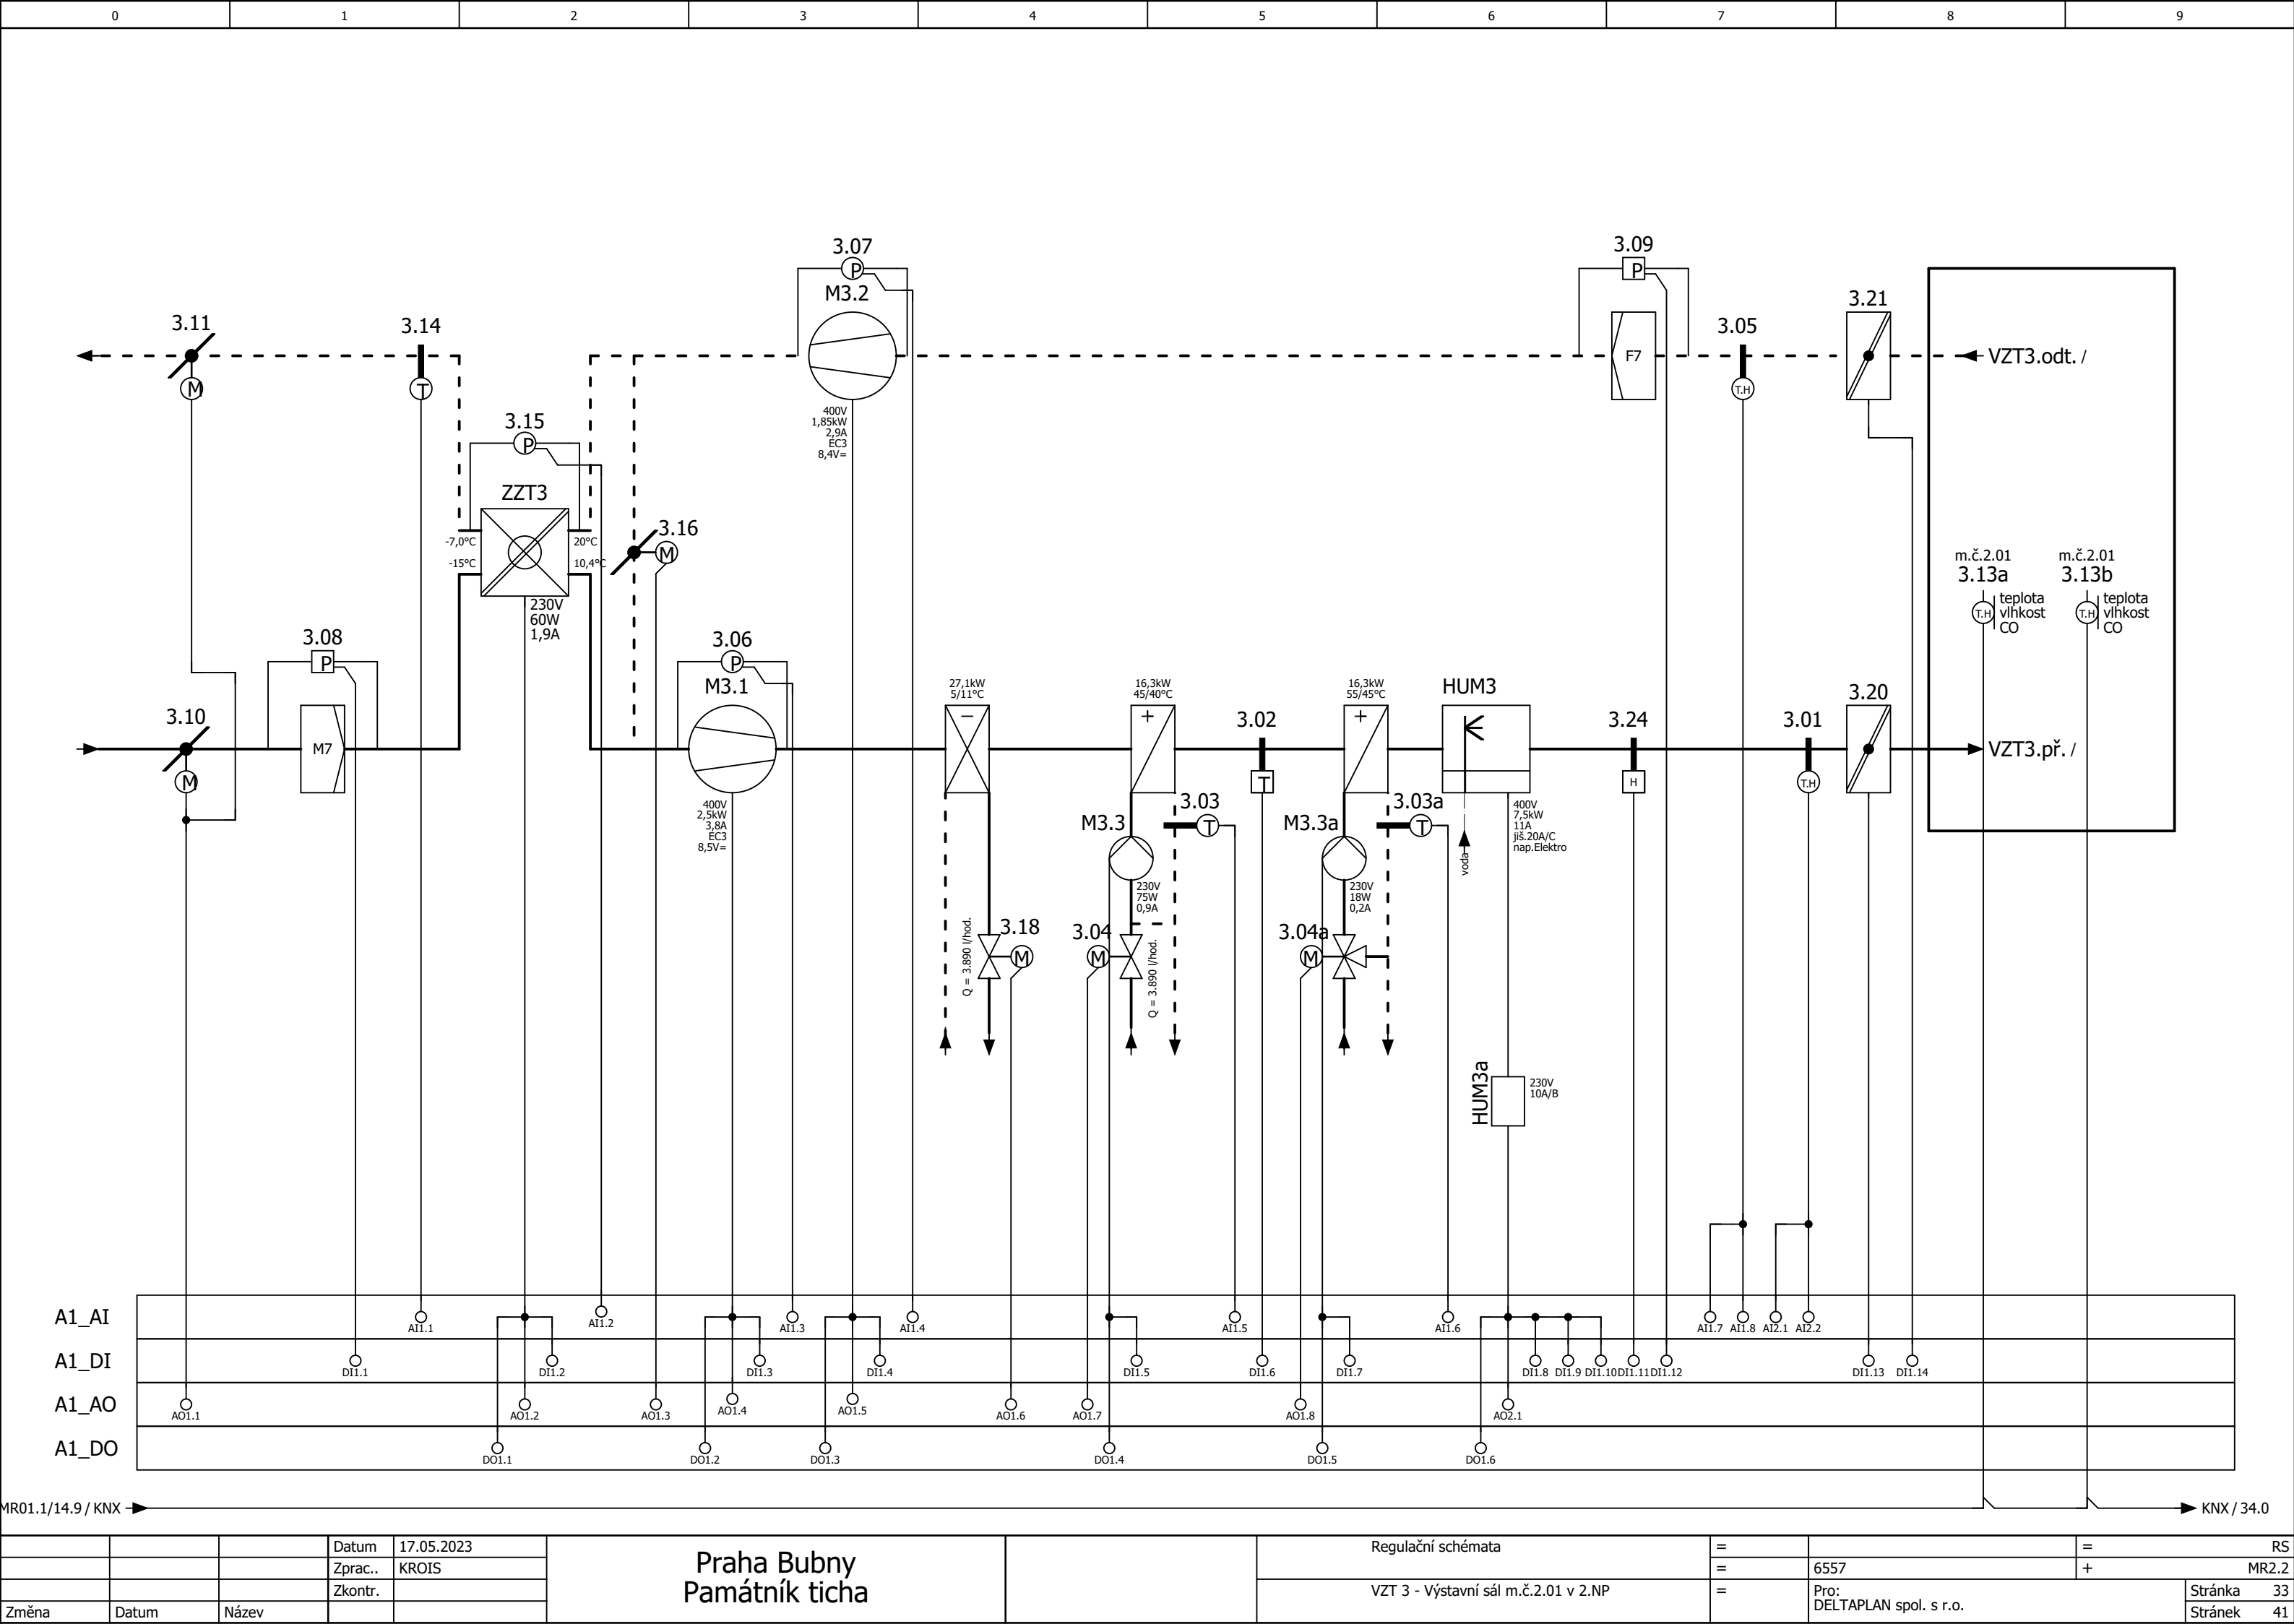 0 1 2 3 4 5 6 7 8 9
3.07
P
M3.2
400V
1,85kW
2,9A
EC3
8,4V=
3.09
P
F7
3.21
3.05
T.H
VZT3.odt. /
3.11
M
3.14
T
3.15
P
ZZT3
-7,0°C
20°C
-15°C
10,4°C
230V
60W
1,9A
3.16
M
m.č.2.01
3.13a
T.H
teplota
vlhkost
CO
m.č.2.01
3.13b
T.H
teplota
vlhkost
CO
3.08
P
M7
3.10
M
3.06
P
M3.1
400V
2,5kW
3,8A
EC3
8,5V=
27,1kW
5/11°C
−
16,3kW
45/40°C
+
3.02
T
16,3kW
55/45°C
+
HUM3
400V
7,5kW
11A
jiš.20A/C
nap.Elektro
voda
3.24
H
3.01
T.H
3.20
VZT3.př. /
M3.3
3.03
T
230V
75W
0,9A
M3.3a
3.03a
T
230V
18W
0,2A
Q = 3.890 l/hod.
3.18
M
3.04
M
Q = 3.890 l/hod.
3.04a
M
HUM3a
230V
10A/B
A1_AI
AI1.1 AI1.2 AI1.3 AI1.4 AI1.5 AI1.6 AI1.7 AI1.8 AI2.1 AI2.2
A1_DI
DI1.1 DI1.2 DI1.3 DI1.4 DI1.5 DI1.6 DI1.7 DI1.8 DI1.9 DI1.10 DI1.11 DI1.12 DI1.13 DI1.14
A1_AO
AO1.1 AO1.2 AO1.3 AO1.4 AO1.5 AO1.6 AO1.7 AO1.8 AO2.1
A1_DO
DO1.1 DO1.2 DO1.3 DO1.4 DO1.5 DO1.6
MR01.1/14.9 / KNX
KNX / 34.0
Datum 17.05.2023
Zprac.. KROIS
Zkontr.
Změna Datum Název
Praha Bubny
Památník ticha
Regulační schémata
VZT 3 - Výstavní sál m.č.2.01 v 2.NP
= = RS
= 6557 + MR2.2
= Pro:
DELTAPLAN spol. s r.o.
Stránka 33
Stránek 41